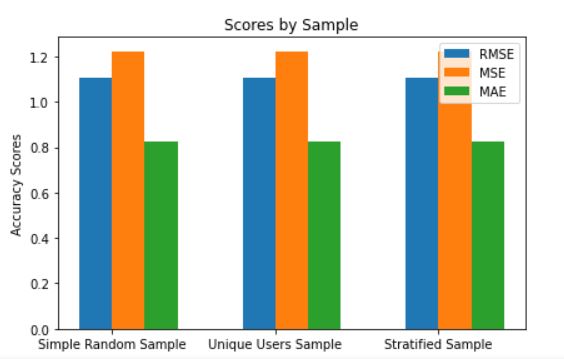 Scores by Sample
RMSE
MSE
MAE
Accuracy Scores
1.2
1.0
0.8
0.6
0.4
0.2
0.0
Simple Random Sample
Unique Users Sample
Stratified Sample